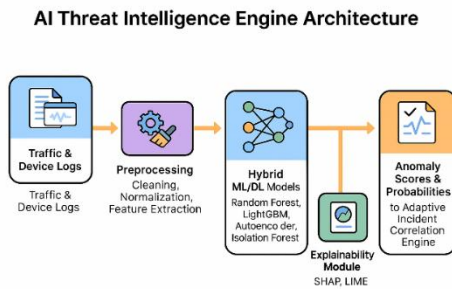 AI Threat Intelligence Engine Architecture
Traffic &
Device Logs
Traffic &
Device Logs
Preprocessing
Cleaning,
Normalization,
Feature Extraction
Hybrid
ML/DL Models
Random Forest,
LightGBM,
Autoenco der,
Isolation Forest
Explainability
Module
SHAP, LIME
Anomaly
Scores &
Probabilities
to Adaptive
Incident
Correlation
Engine